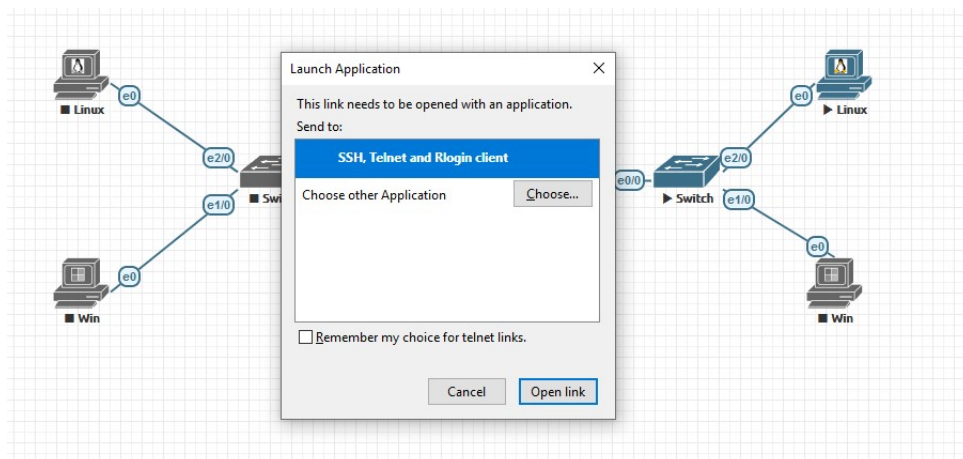 Linux
e0
e2/0
Swi
e1/0
e0
Win
Launch Application
This link needs to be opened with an application.
Send to:
SSH, Telnet and Rlogin client
Choose other Application
Choose...
Remember my choice for telnet links.
Cancel
Open link
e0
Linux
e2/0
e0/0
Switch
e1/0
e0
Win